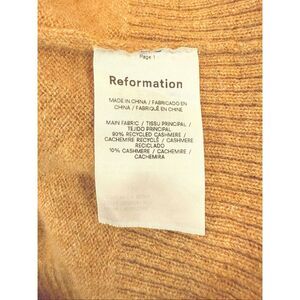 Page 1
Reformation
MADE IN CHINA / FABRICADO EN
CHINA / FABRIQUÉ EN CHINE
MAIN FABRIC / TISSU PRINCIPAL /
TEJIDO PRINCIPAL
90% RECYCLED CASHMERE /
CACHEMIRE RECYCLÉ / CASHMERE
RECICLADO
10% CASHMERE / CACHEMIRE /
CACHEMIRA